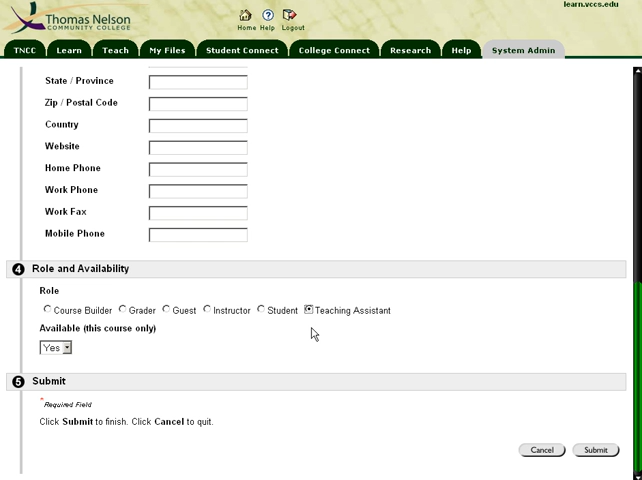 learn.vccs.edu
Thomas Nelson
COMMUNITY COLLEGE
Home Help Logout
TNCC Learn Teach My Files Student Connect College Connect Research Help System Admin
State / Province
Zip / Postal Code
Country
Website
Home Phone
Work Phone
Work Fax
Mobile Phone
4 Role and Availability
Role
Course Builder Grader Guest Instructor Student Teaching Assistant
Available (this course only)
Yes
5 Submit
* Required Field
Click Submit to finish. Click Cancel to quit.
Cancel Submit